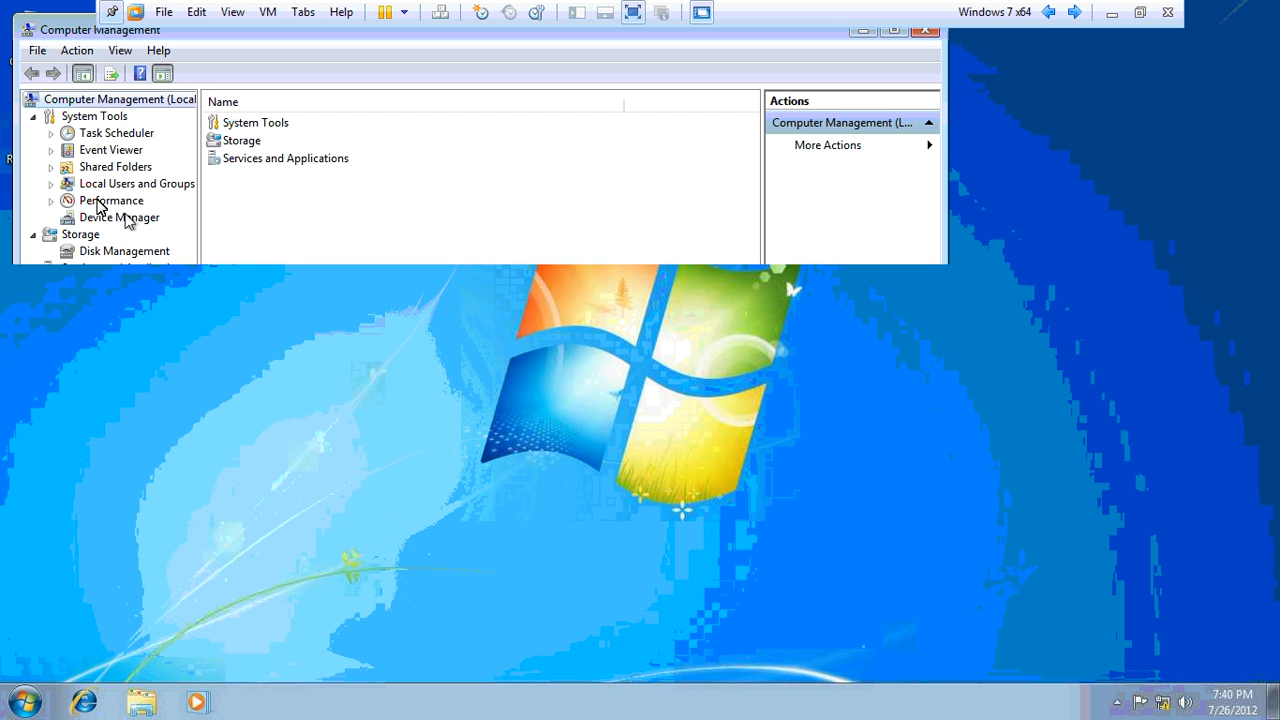 File Edit View VM Tabs Help Windows 7 x64
Computer Management
File Action View Help
Computer Management (Local
System Tools
Task Scheduler
Event Viewer
Shared Folders
Local Users and Groups
Performance
Device Manager
Storage
Disk Management
Name
System Tools
Storage
Services and Applications
Actions
Computer Management (L...
More Actions
7:40 PM
7/26/2012